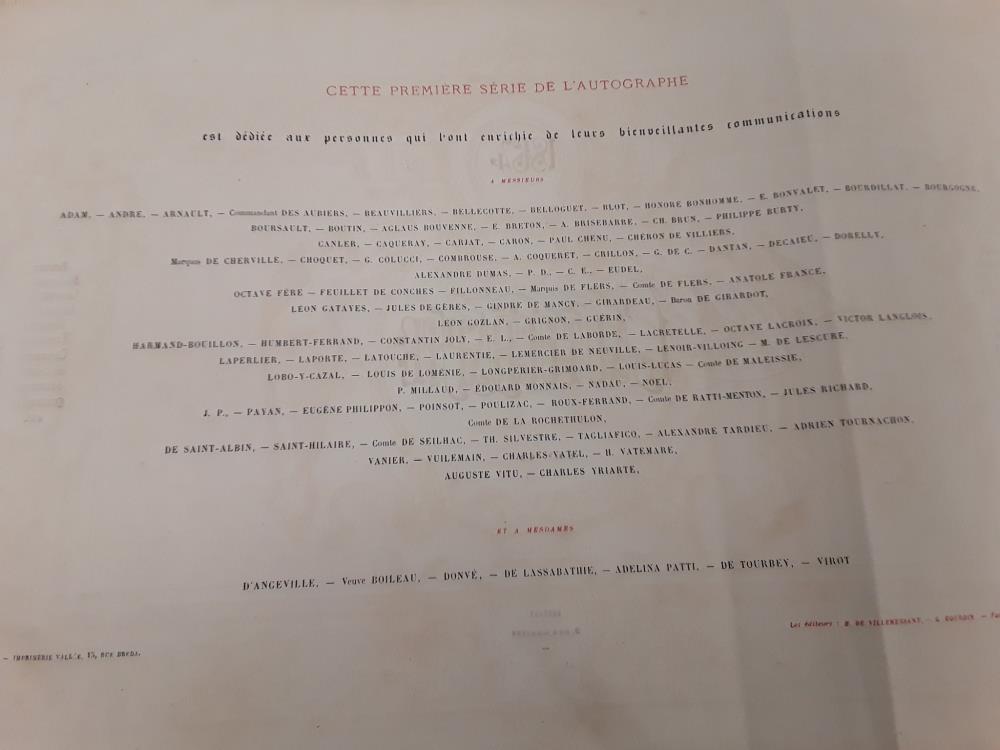 CETTE PREMIÈRE SÉRIE DE L'AUTOGRAPHE
est dédiée aux personnes qui l'ont enrichie de leurs bienveillantes communications
A MESSIEURS
ADAM, — ANDRE, — ARNAULT, — Commandant DES AUBIERS, — BEAUVILLIERS, — BELLECOTTE, — BELLOGUET, — BLOT, — HONORE BONHOMME, — E. BONVALET, — BOURDILLAT, — BOURGOGNE,
BOURSAULT, — BOUTIN, — AGLAUS BOUVENNE, — E. BRETON, — A. BRISEBARRE, — CH. BRUN, — PHILIPPE BURTY,
CANLER, — CAQUERAY, — CARJAT, — CARON, — PAUL CHENU, — CHÉRON DE VILLIERS,
Marquis DE CHERVILLE, — CHOQUET, — G. COLUCCI, — COMBROUSE, — A. COQUERET, — CRILLON, — G. DE C. — DANTAN, — DECAIEU, — DORELLY,
ALEXANDRE DUMAS, — P. D., — C. E., — EUDEL,
OCTAVE FÉRÉ — FEUILLET DE CONCHES — FILLONNEAU, — Marquis DE FLERS, — Comte DE FLERS, — ANATOLE FRANCE,
LÉON GATAYES, — JULES DE GÈRES, — GINDRE DE MANCY, — GIRARDEAU, — Baron DE GIRARDOT,
LÉON GOZLAN, — GRIGNON, — GUÉRIN,
HARMAND-BOUILLON, — HUMBERT-FERRAND, — CONSTANTIN JOLY, — E. L., — Comte DE LABORDE, — LACRETELLE, — OCTAVE LACROIX, — VICTOR LANGLOIS,
LAPERLIER, — LAPORTE, — LATOUCHE, — LAURENTIE, — LEMERCIER DE NEUVILLE, — LENOIR-VILLOING — M. DE LESCURE,
LOBO-Y-CAZAL, — LOUIS DE LOMÉNIE, — LONGPÉRIER-GRIMOARD, — LOUIS-LUCAS — Comte DE MALEISSIE,
P. MILLAUD, — ÉDOUARD MONNAIS, — NADAU, — NOEL,
J. P., — PAYAN, — EUGÈNE PHILIPPON, — POINSOT, — POULIZAC, — ROUX-FERRAND, — Comte DE RATTI-MENTON, — JULES RICHARD,
Comte DE LA ROCHETHULON,
DE SAINT-ALBIN, — SAINT-HILAIRE, — Comte DE SEILHAC, — TH. SILVESTRE, — TAGLIAFICO, — ALEXANDRE TARDIEU, — ADRIEN TOURNACHON,
VANIER, — VUILEMAIN, — CHARLES VATEL, — H. VATEMARE,
AUGUSTE VITU, — CHARLES YRIARTE,
ET A MESDAMES
D'ANGEVILLE, — Veuve BOILEAU, — DONVÉ, — DE LASSABATHIE, — ADELINA PATTI, — DE TOURBEY, — VIROT
Les éditeurs : H. DE VILLEMESSANT, — G. BOURDIN
— IMPRIMERIE VALLÉE, 15, RUE BREDA.